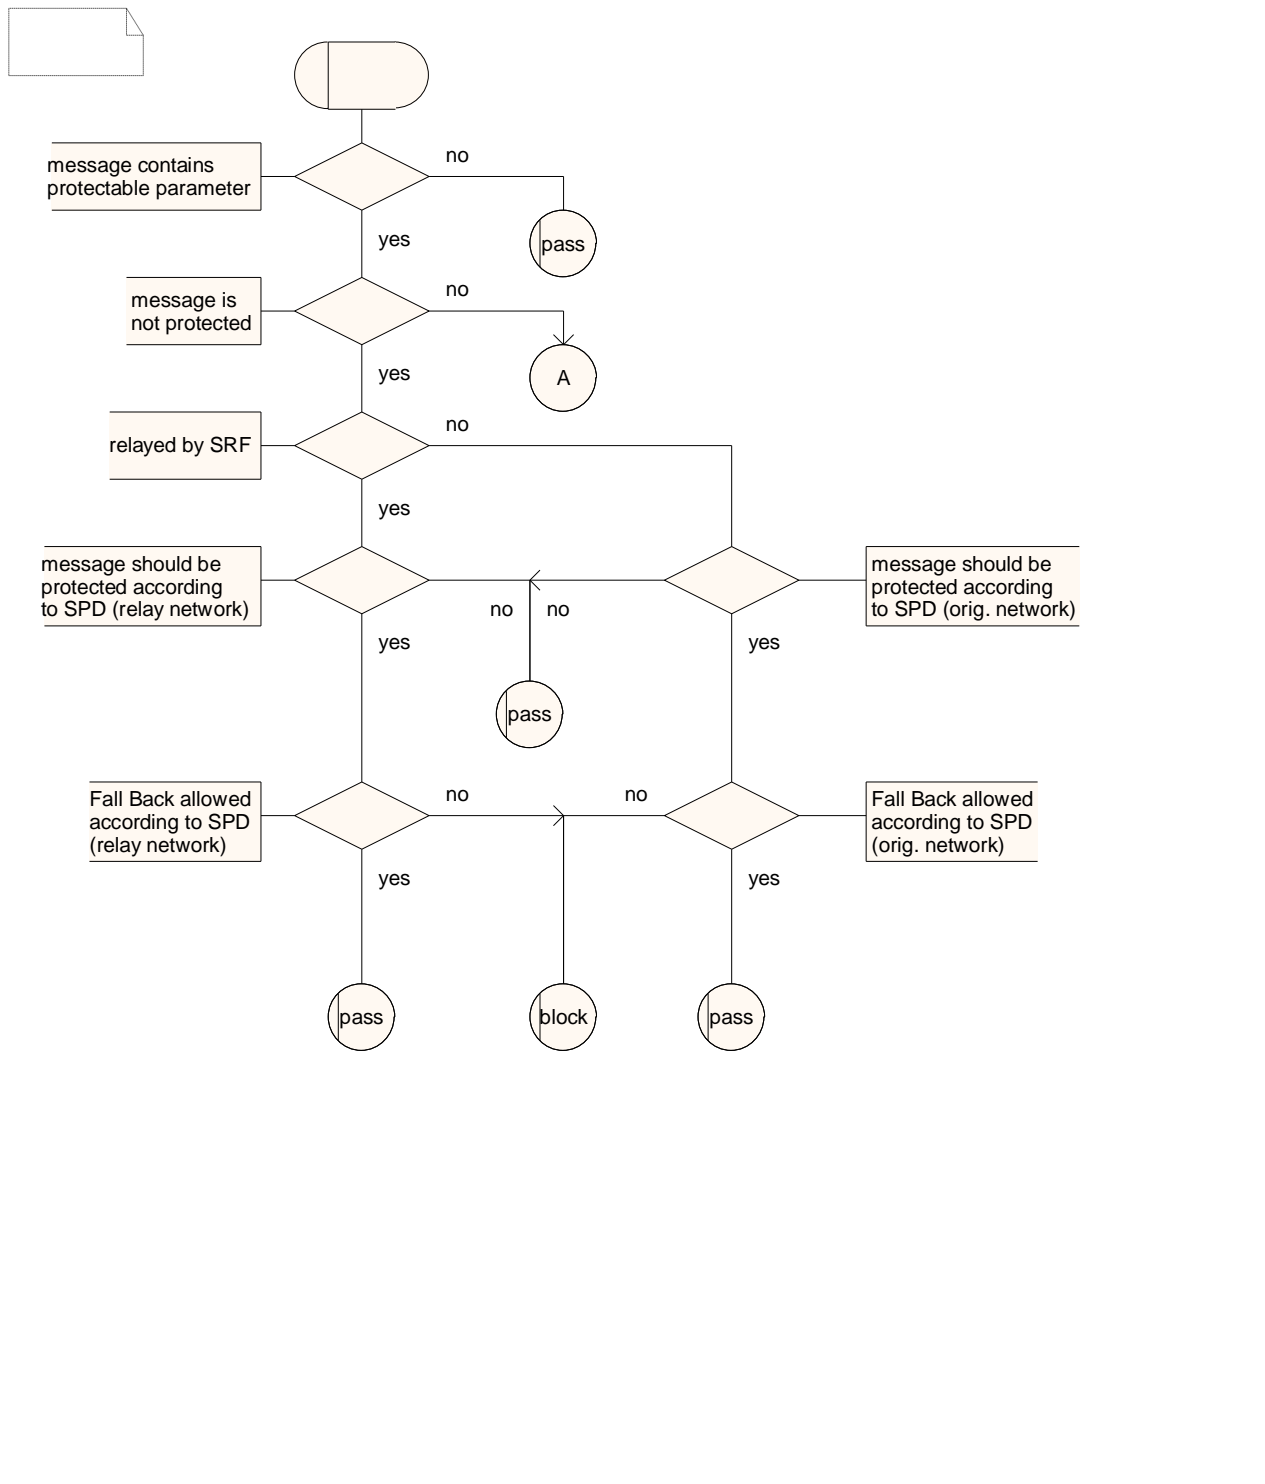 message contains
protectable parameter
no
pass
yes
message is
not protected
no
A
yes
relayed by SRF
no
yes
message should be
protected according
to SPD (relay network)
no
no
message should be
protected according
to SPD (orig. network)
yes
yes
pass
Fall Back allowed
according to SPD
(relay network)
no
no
Fall Back allowed
according to SPD
(orig. network)
yes
yes
pass
block
pass